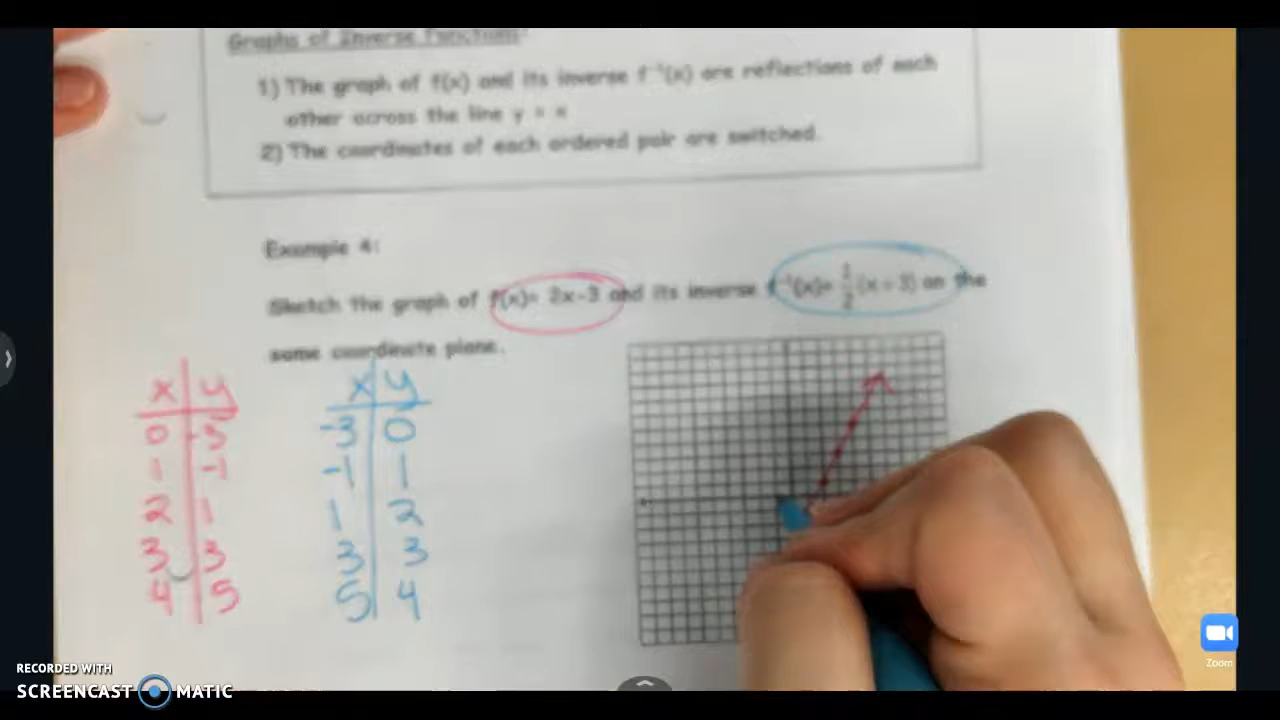 Graphs of Inverse Functions:
1) The graph of f(x) and its inverse f⁻¹(x) are reflections of each
other across the line y = x
2) The coordinates of each ordered pair are switched.
Example 4:
Sketch the graph of f(x)= 2x-3 and its inverse f⁻¹(x)= 1/2 (x + 3) on the
same coordinate plane.
x y
0 -3
1 -1
2 1
3 3
4 5
x y
-3 0
-1 1
1 2
3 3
5 4
Zoom
RECORDED WITH
SCREENCAST MATIC